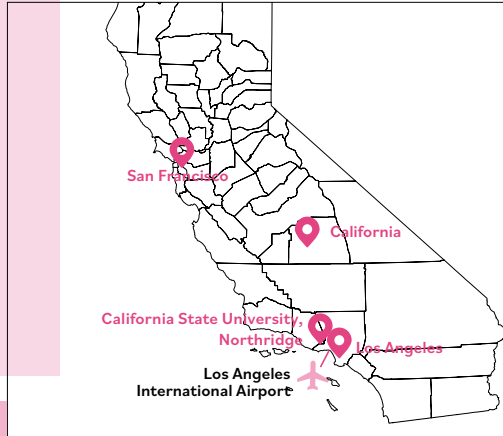 San Francisco
California
California State University,
Northridge
Los Angeles
Los Angeles
International Airport